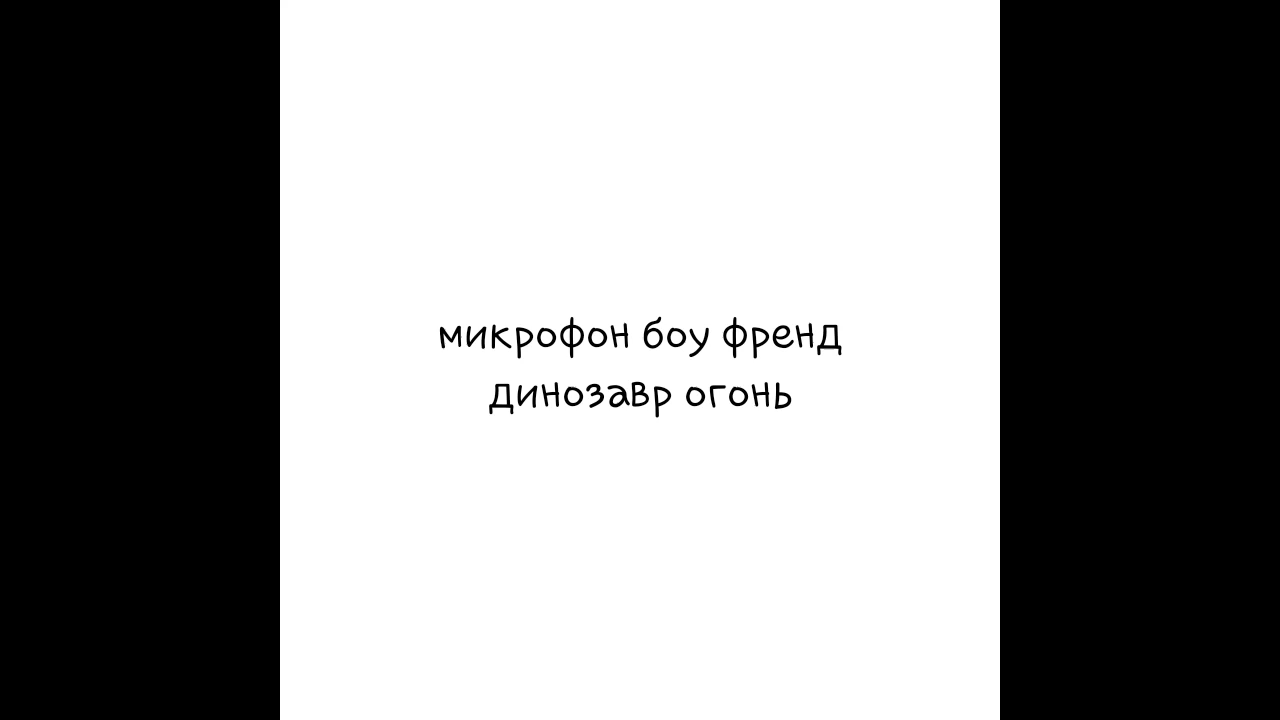 микрофон боу френд
динозавр огонь